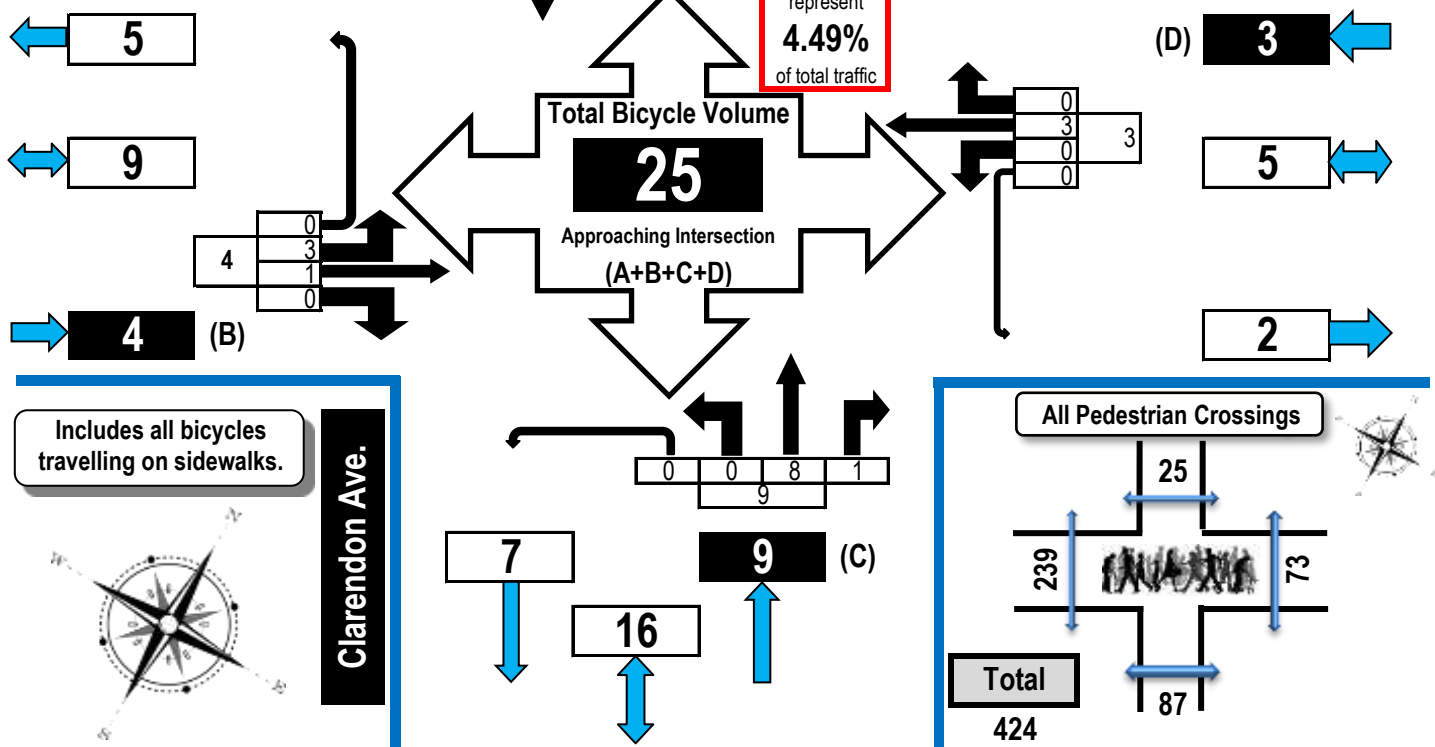 represent
4.49%
of total traffic
5
(D) 3
9
Total Bicycle Volume
25
Approaching Intersection
(A+B+C+D)
0
3
0
0
3
5
0
3
1
0
4
4 (B)
2
Includes all bicycles
travelling on sidewalks.
Clarendon Ave.
N
W
E
S
0 0 8 1
9
7
9 (C)
16
All Pedestrian Crossings
25
239
73
87
Total
424